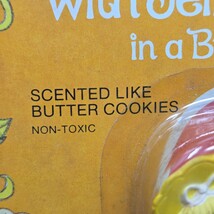 in a B
SCENTED LIKE
BUTTER COOKIES
NON-TOXIC